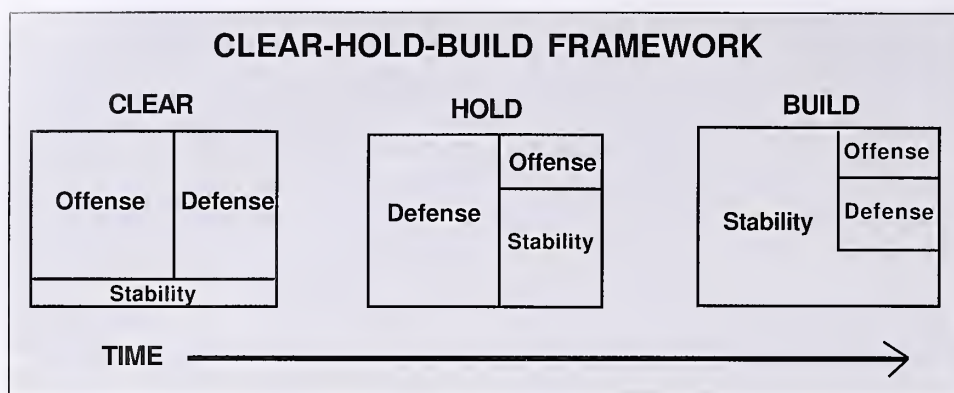 CLEAR-HOLD-BUILD FRAMEWORK
CLEAR
Offense
Defense
Stability
HOLD
Defense
Offense
Stability
BUILD
Stability
Offense
Defense
TIME